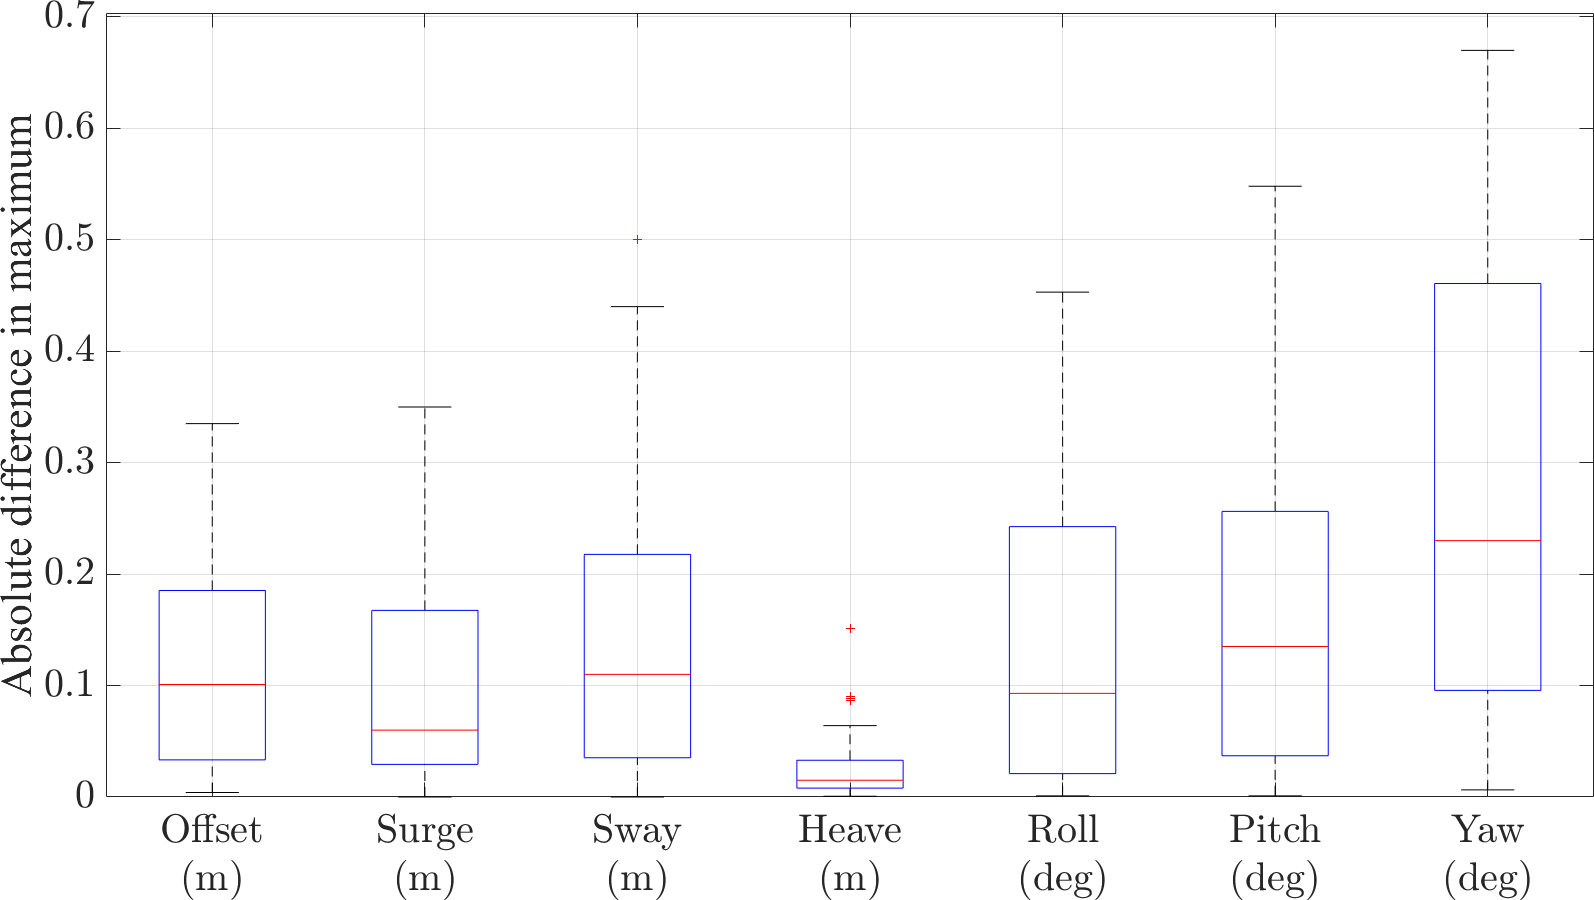 Absolute difference in maximum
0.7
0.6
0.5
0.4
0.3
0.2
0.1
0
Offset
(m)
Surge
(m)
Sway
(m)
Heave
(m)
Roll
(deg)
Pitch
(deg)
Yaw
(deg)